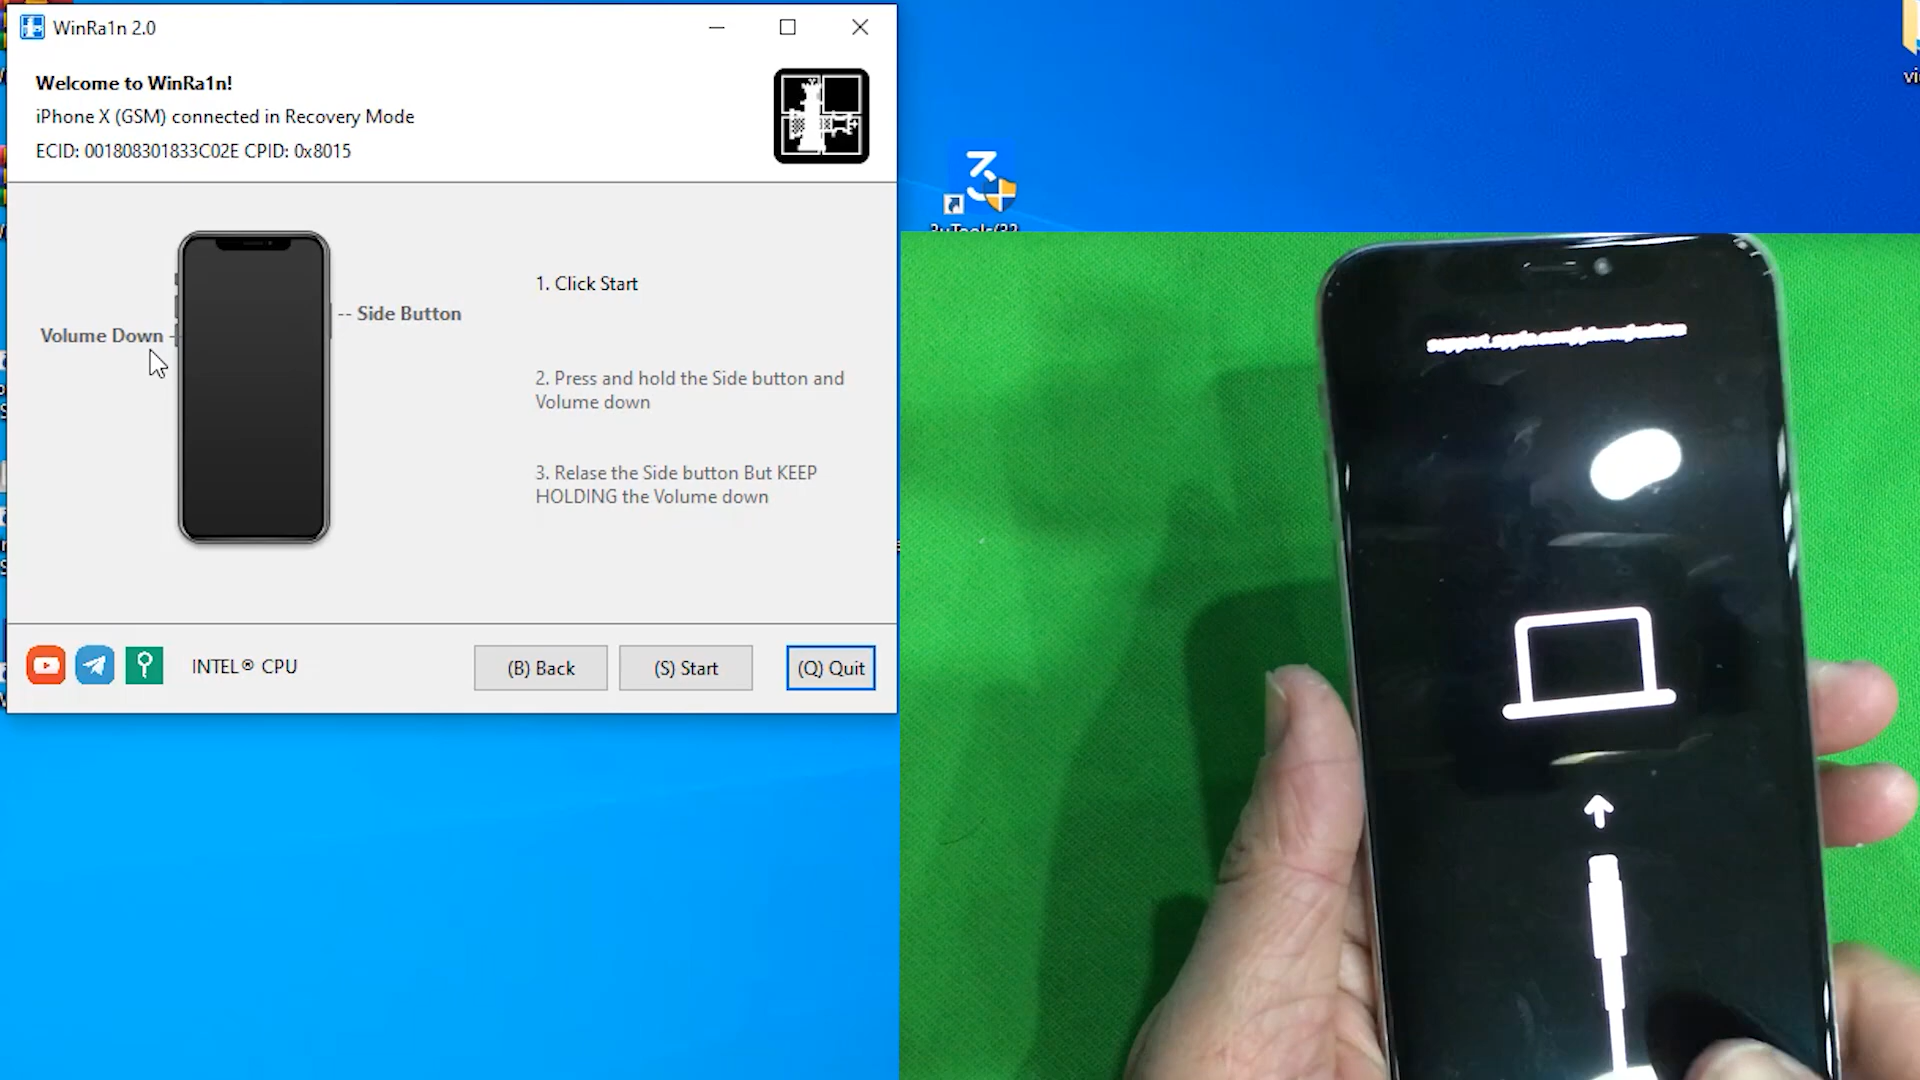 WinRa1n 2.0
Welcome to WinRa1n!
iPhone X (GSM) connected in Recovery Mode
ECID: 001808301833C02E CPID: 0x8015
Volume Down -
-- Side Button
1. Click Start
2. Press and hold the Side button and
Volume down
3. Relase the Side button But KEEP
HOLDING the Volume down
INTEL® CPU
(B) Back
(S) Start
(Q) Quit